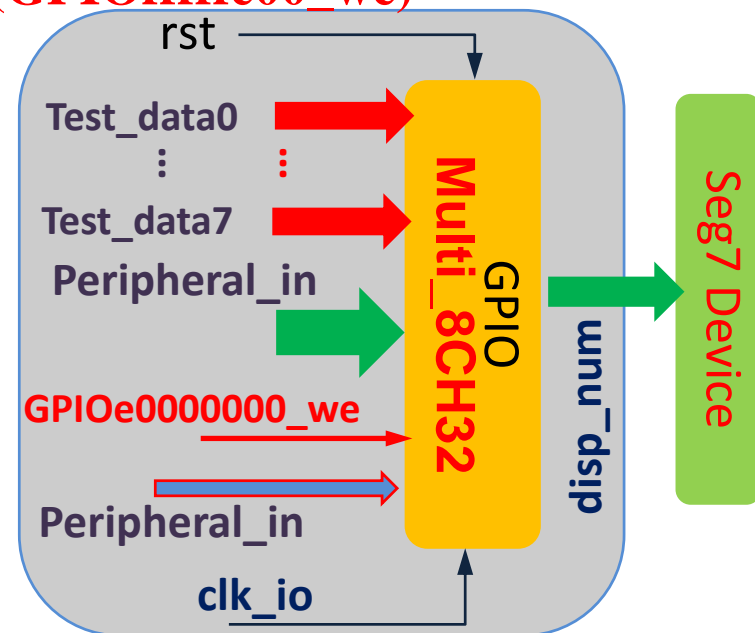 rst
Test_data0
⋮ ⋮
Test_data7
Peripheral_in
GPIOe0000000_we
Peripheral_in
clk_io
Multi_8CH32
GPIO
disp_num
Seg7 Device